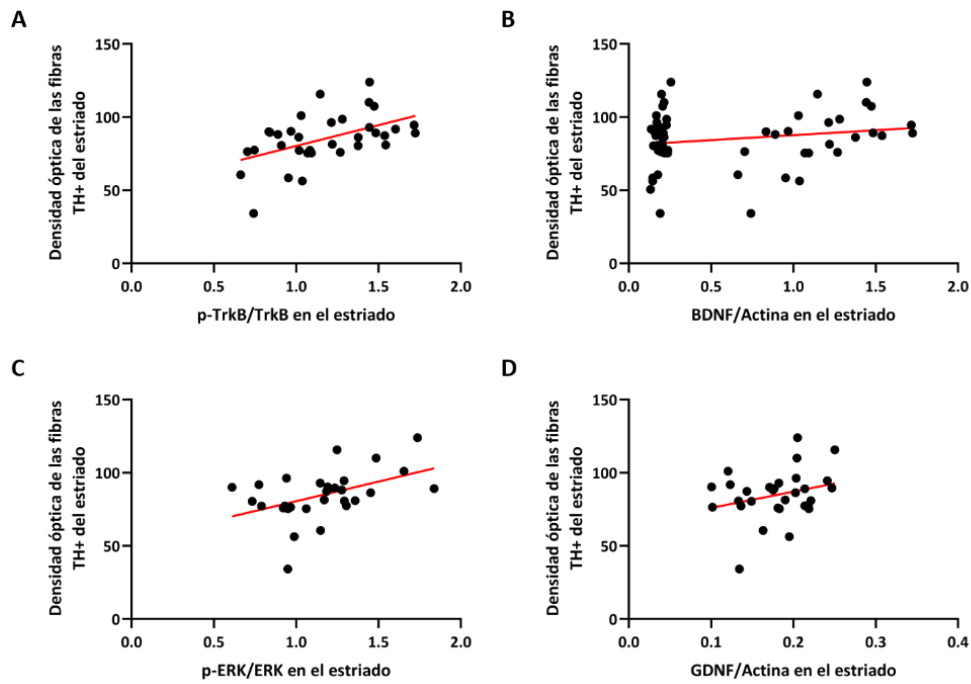 A
Densidad óptica de las fibras
TH+ del estriado
150
100
50
0
0.0 0.5 1.0 1.5 2.0
p-TrkB/TrkB en el estriado
B
Densidad óptica de las fibras
TH+ del estriado
150
100
50
0
0.0 0.5 1.0 1.5 2.0
BDNF/Actina en el estriado
C
Densidad óptica de las fibras
TH+ del estriado
150
100
50
0
0.0 0.5 1.0 1.5 2.0
p-ERK/ERK en el estriado
D
Densidad óptica de las fibras
TH+ del estriado
150
100
50
0
0.0 0.1 0.2 0.3 0.4
GDNF/Actina en el estriado